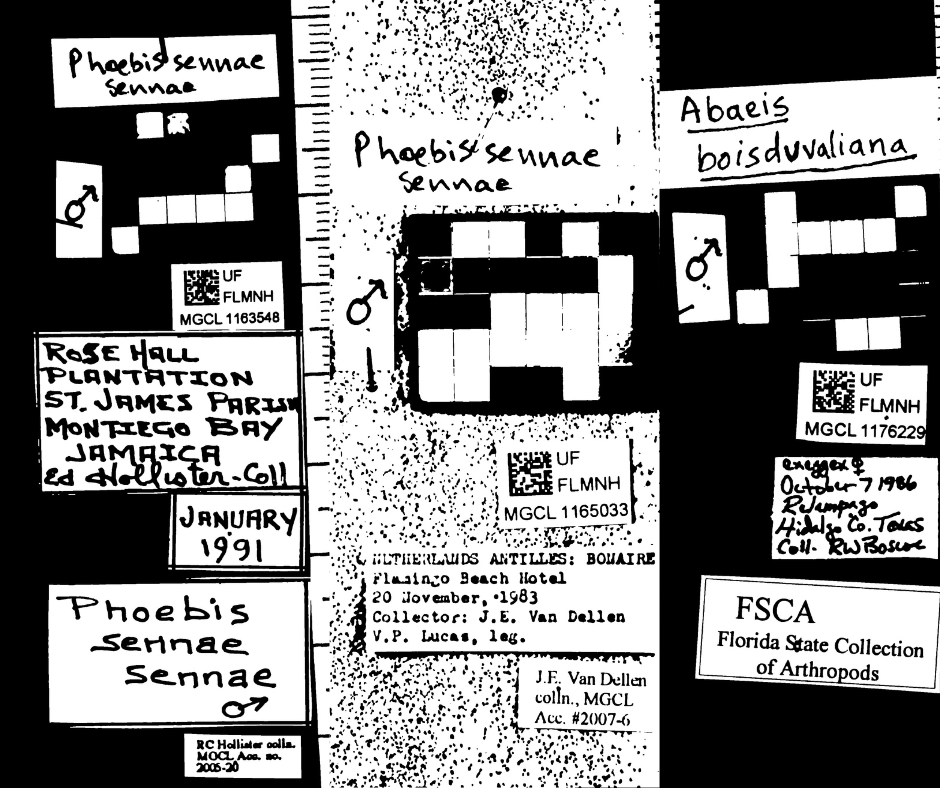 Phoebis sennae
sennae
♂
UF
FLMNH
MGCL 1163548
ROSE HALL
PLANTATION
ST. JAMES PARISH
MONTIEGO BAY
JAMAICA
Ed Hollister-Coll
JANUARY
1991
Phoebis
sennae
sennae
♂
RC Hollister colln.
MGCL Acc. no.
2005-20
Phoebis sennae
sennae
♂
UF
FLMNH
MGCL 1165033
NETHERLANDS ANTILLES: BONAIRE
Flamingo Beach Hotel
20 November, 1983
Collector: J.E. Van Dellen
V.P. Lucas, leg.
J.E. Van Dellen
colln., MGCL
Acc. #2007-6
Abaeis
boisduvaliana
♂
UF
FLMNH
MGCL 1176229
♀
October 7 1986
Relampago
Hidalgo Co. Texas
Coll. RW Boscoe
FSCA
Florida State Collection
of Arthropods